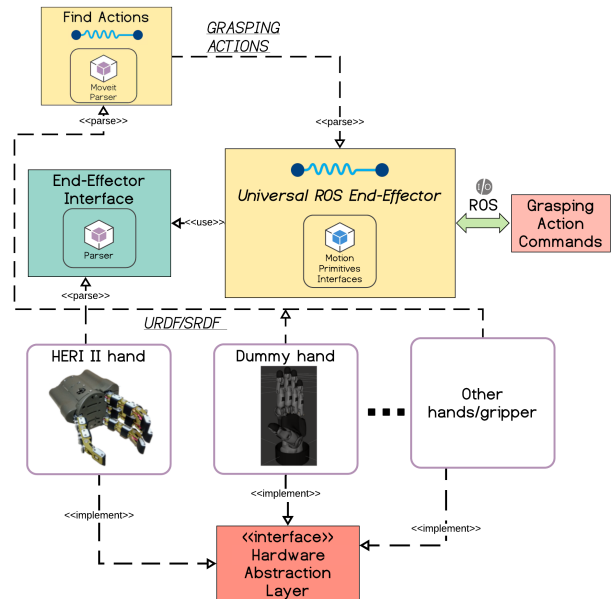 Find Actions
Moveit
Parser
GRASPING
ACTIONS
<<parse>>
<<parse>>
End-Effector
Interface
Parser
<<use>>
Universal ROS End-Effector
Motion
Primitives
Interfaces
I/O
ROS
Grasping
Action
Commands
<<parse>>
URDF/SRDF
HERI II hand
Dummy hand
Other
hands/gripper
<<implement>>
<<implement>>
<<implement>>
<<interface>>
Hardware
Abstraction
Layer